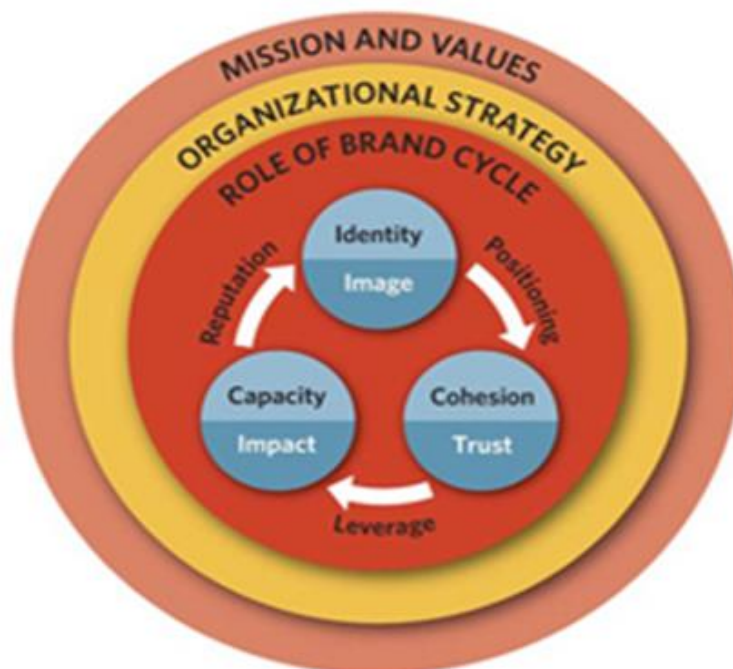 MISSION AND VALUES
ORGANIZATIONAL STRATEGY
ROLE OF BRAND CYCLE
Identity
Image
Reputation
Positioning
Capacity
Impact
Cohesion
Trust
Leverage